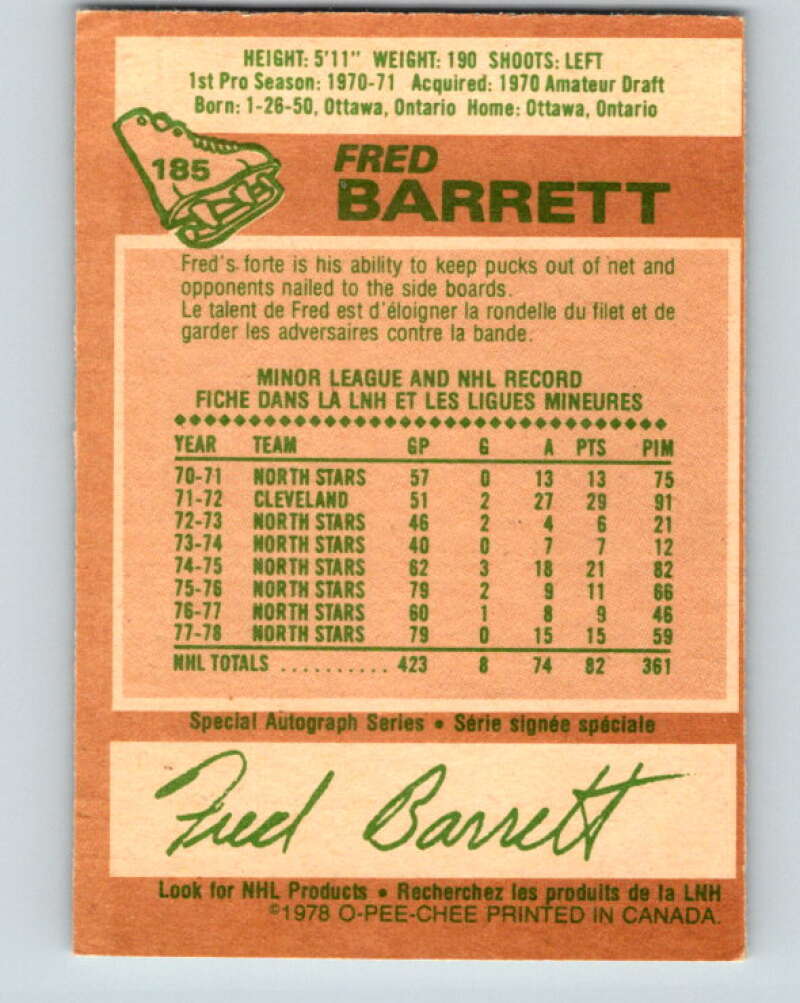 HEIGHT: 5'11" WEIGHT: 190 SHOOTS: LEFT
1st Pro Season: 1970-71 Acquired: 1970 Amateur Draft
Born: 1-26-50, Ottawa, Ontario Home: Ottawa, Ontario
185
FRED
BARRETT
Fred's forte is his ability to keep pucks out of net and
opponents nailed to the side boards.
Le talent de Fred est d'éloigner la rondelle du filet et de
garder les adversaires contre la bande.
MINOR LEAGUE AND NHL RECORD
FICHE DANS LA LNH ET LES LIGUES MINEURES
YEAR TEAM GP G A PTS PIM
70-71 NORTH STARS 57 0 13 13 75
71-72 CLEVELAND 51 2 27 29 91
72-73 NORTH STARS 46 2 4 6 21
73-74 NORTH STARS 40 0 7 7 12
74-75 NORTH STARS 62 3 18 21 82
75-76 NORTH STARS 79 2 9 11 66
76-77 NORTH STARS 60 1 8 9 46
77-78 NORTH STARS 79 0 15 15 59
NHL TOTALS .......... 423 8 74 82 361
Special Autograph Series • Série signée spéciale
Fred Barrett
Look for NHL Products • Recherchez les produits de la LNH
©1978 O-PEE-CHEE PRINTED IN CANADA.